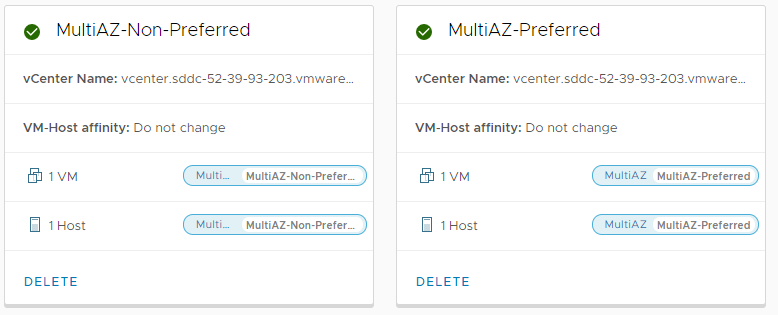 MultiAZ-Non-Preferred
vCenter Name: vcenter.sddc-52-39-93-203.vmware...
VM-Host affinity: Do not change
1 VM Multi... MultiAZ-Non-Prefer...
1 Host Multi... MultiAZ-Non-Prefer...
DELETE
MultiAZ-Preferred
vCenter Name: vcenter.sddc-52-39-93-203.vmware...
VM-Host affinity: Do not change
1 VM MultiAZ MultiAZ-Preferred
1 Host MultiAZ MultiAZ-Preferred
DELETE